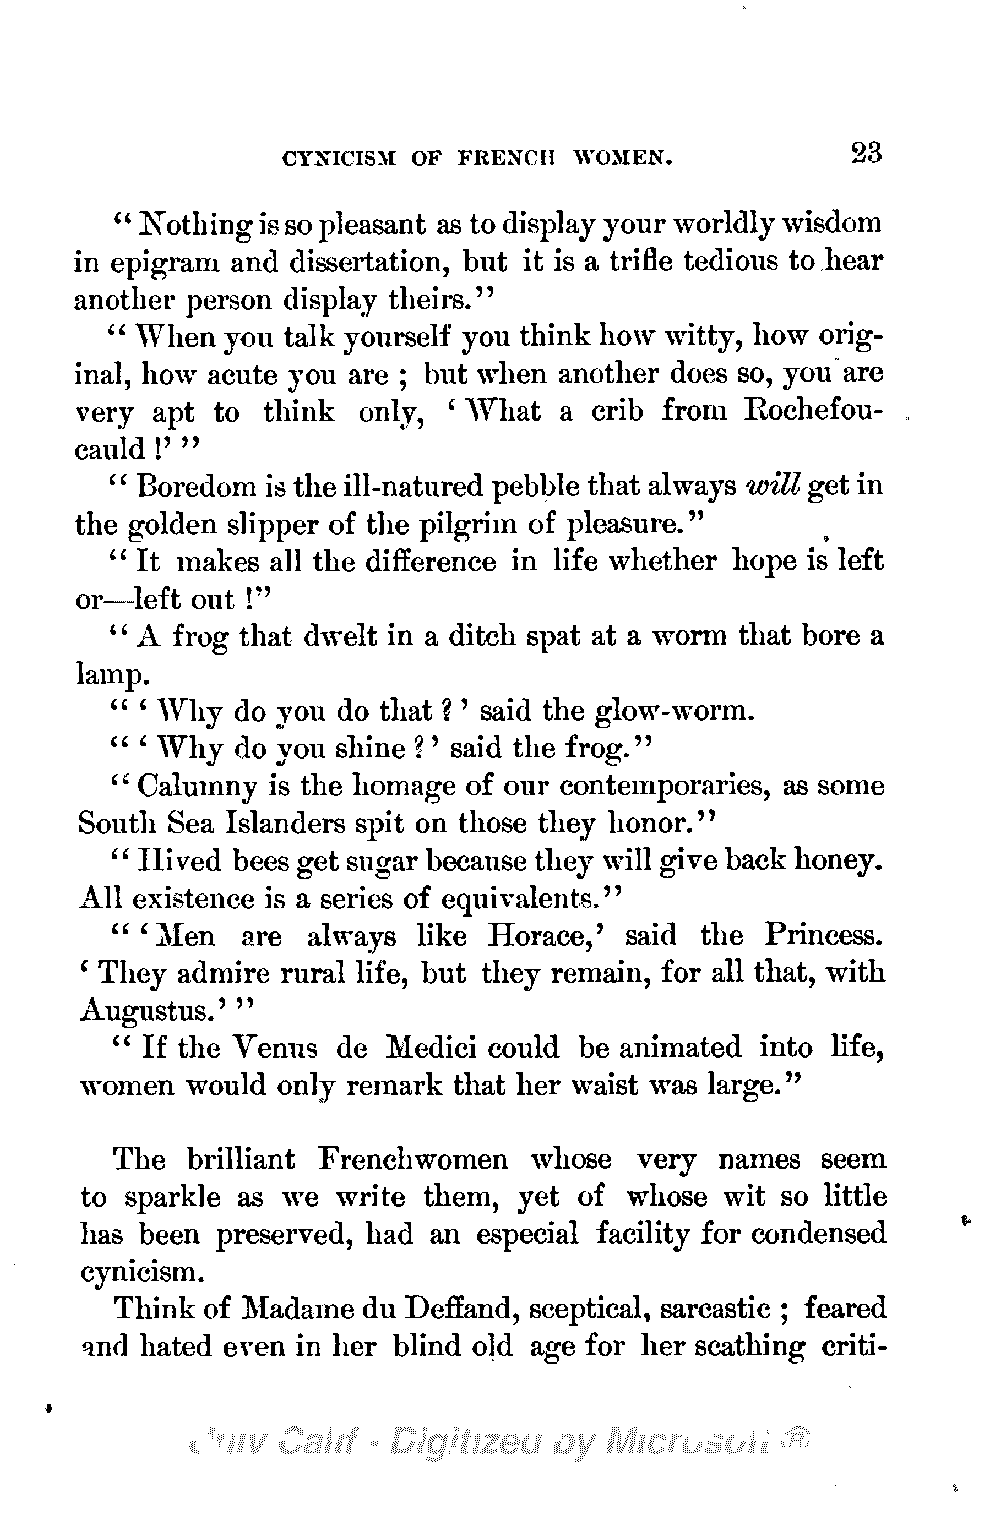 CYNICISM OF FRENCH WOMEN. 23
“ Nothing is so pleasant as to display your worldly wisdom
in epigram and dissertation, but it is a trifle tedious to hear
another person display theirs.”
“ When you talk yourself you think how witty, how orig-
inal, how acute you are ; but when another does so, you are
very apt to think only, ‘ What a crib from Rochefou-
cauld !’ ”
“ Boredom is the ill-natured pebble that always will get in
the golden slipper of the pilgrim of pleasure.”
“ It makes all the difference in life whether hope is left
or—left out !”
“ A frog that dwelt in a ditch spat at a worm that bore a
lamp.
“ ‘ Why do you do that ? ’ said the glow-worm.
“ ‘ Why do you shine ? ’ said the frog.”
“ Calumny is the homage of our contemporaries, as some
South Sea Islanders spit on those they honor.”
“ Hived bees get sugar because they will give back honey.
All existence is a series of equivalents.”
“ ‘ Men are always like Horace,’ said the Princess.
‘ They admire rural life, but they remain, for all that, with
Augustus.’ ”
“ If the Venus de Medici could be animated into life,
women would only remark that her waist was large.”
The brilliant Frenchwomen whose very names seem
to sparkle as we write them, yet of whose wit so little
has been preserved, had an especial facility for condensed
cynicism.
Think of Madame du Deffand, sceptical, sarcastic ; feared
and hated even in her blind old age for her scathing criti-
Univ Calif - Digitized by Microsoft ®